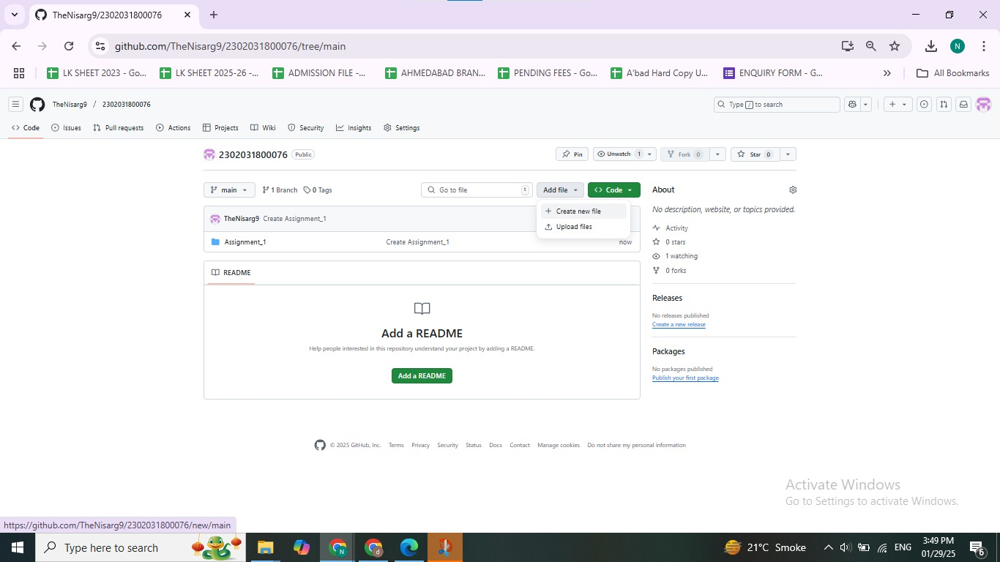 TheNisarg9/2302031800076
github.com/TheNisarg9/2302031800076/tree/main
N
LK SHEET 2023 - Go...
LK SHEET 2025-26 -...
ADMISSION FILE -...
AHMEDABAD BRAN...
PENDING FEES - Go...
A'bad Hard Copy U...
ENQUIRY FORM - G...
All Bookmarks
TheNisarg9 / 2302031800076
Type / to search
Code
Issues
Pull requests
Actions
Projects
Wiki
Security
Insights
Settings
2302031800076 Public
Pin
Unwatch 1
Fork 0
Star 0
main
1 Branch
0 Tags
Go to file t
Add file
Code
Create new file
Upload files
TheNisarg9 Create Assignment_1
Assignment_1 Create Assignment_1 now
README
Add a README
Help people interested in this repository understand your project by adding a README.
Add a README
About
No description, website, or topics provided.
Activity
0 stars
1 watching
0 forks
Releases
No releases published
Create a new release
Packages
No packages published
Publish your first package
© 2025 GitHub, Inc. Terms Privacy Security Status Docs Contact Manage cookies Do not share my personal information
Activate Windows
Go to Settings to activate Windows.
https://github.com/TheNisarg9/2302031800076/new/main
Type here to search
N
d
21°C Smoke
ENG
3:49 PM
01/29/25
6